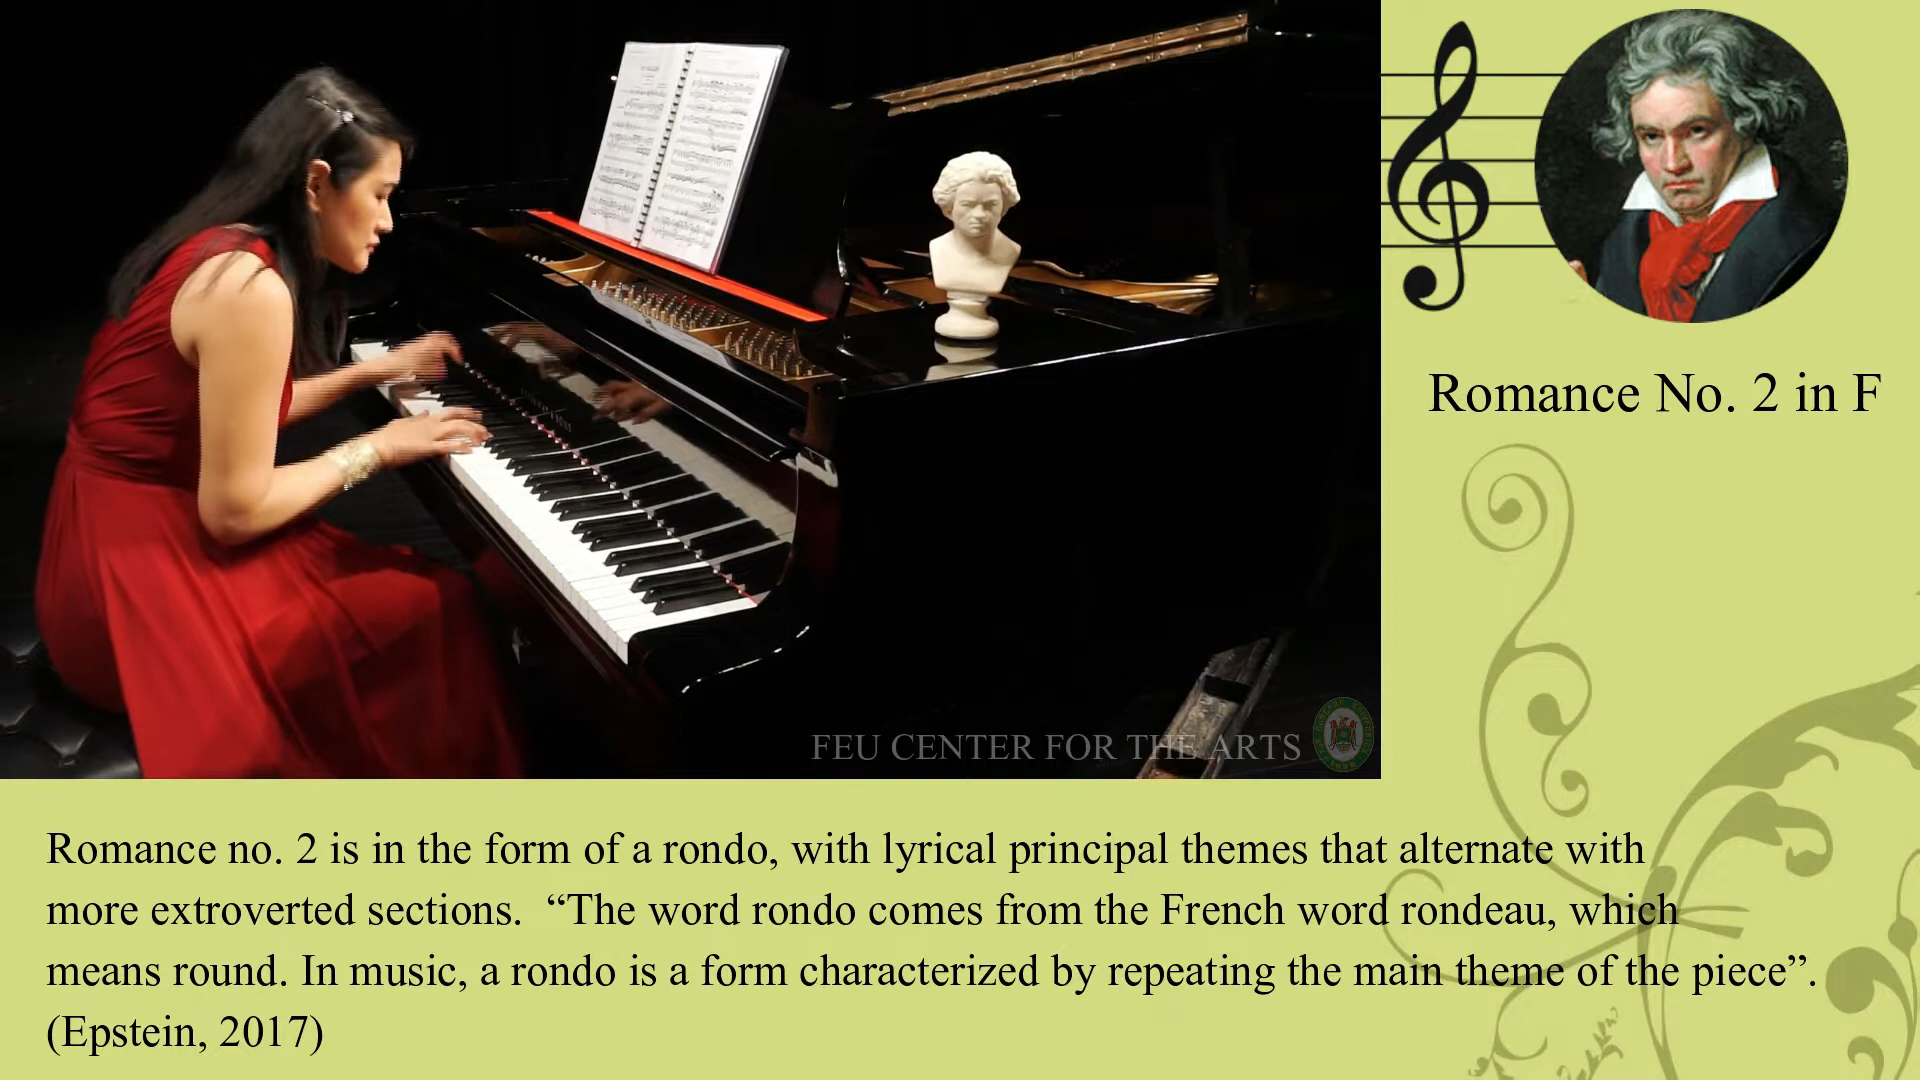 Romance No. 2 in F
FEU CENTER FOR THE ARTS
Romance no. 2 is in the form of a rondo, with lyrical principal themes that alternate with
more extroverted sections.  “The word rondo comes from the French word rondeau, which
means round. In music, a rondo is a form characterized by repeating the main theme of the piece”.
(Epstein, 2017)